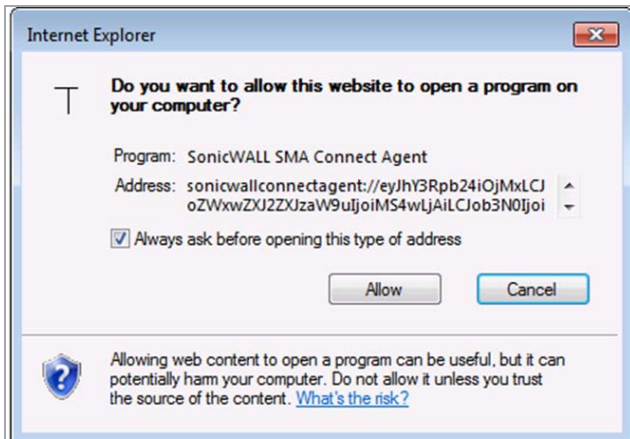 Internet Explorer
Do you want to allow this website to open a program on
your computer?
Program: SonicWALL SMA Connect Agent
Address: sonicwallconnectagent://eyJhY3Rpb24iOjMxLCJ
oZWxwZXJ2ZXJzaW9uIjoiMS4wLjAiLCJob3N0Ijoi
Always ask before opening this type of address
Allow
Cancel
Allowing web content to open a program can be useful, but it can
potentially harm your computer. Do not allow it unless you trust
the source of the content. What's the risk?